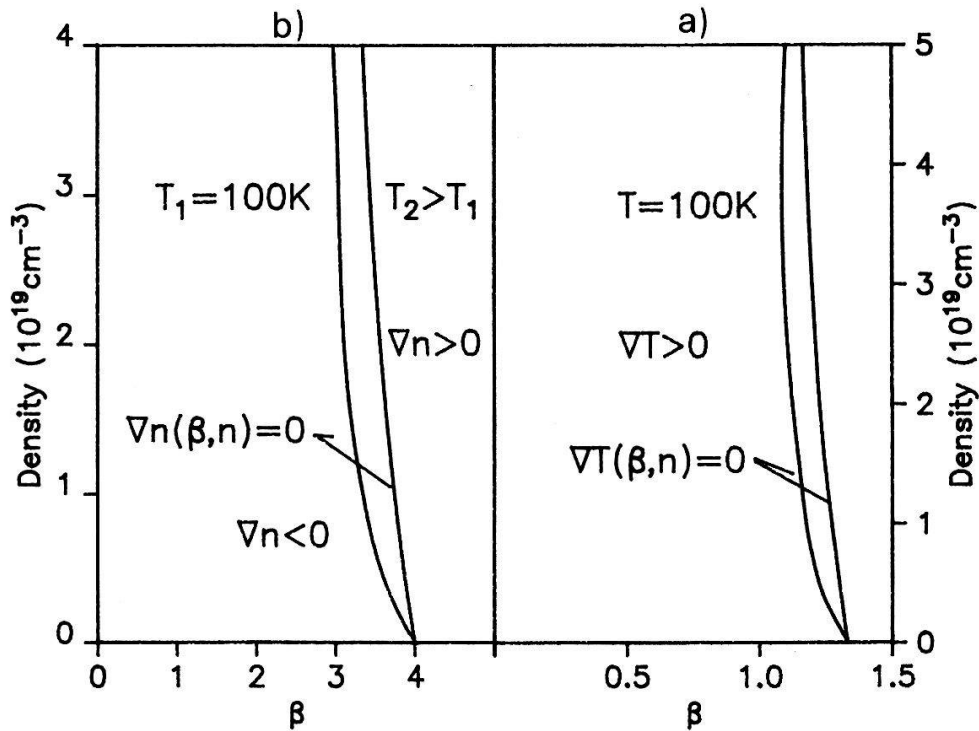 b)
a)
4
3
2
1
0
Density (10¹⁹cm⁻³)
T₁=100K
T₂>T₁
∇n>0
∇n(β,n)=0
∇n<0
0 1 2 3 4
β
T=100K
∇T>0
∇T(β,n)=0
0.5 1.0 1.5
β
5
4
3
2
1
0
Density (10¹⁹cm⁻³)